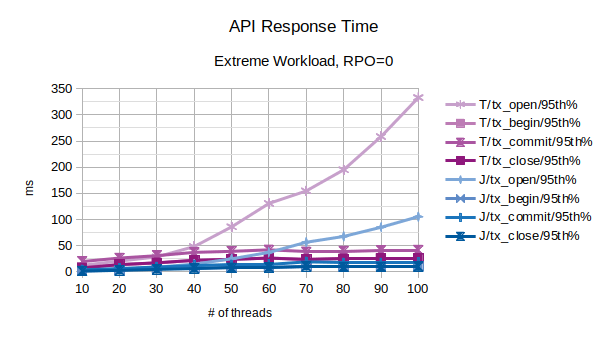 API Response Time
Extreme Workload, RPO=0
350
300
250
200
150
100
50
0
ms
10 20 30 40 50 60 70 80 90 100
# of threads
T/tx_open/95th%
T/tx_begin/95th%
T/tx_commit/95th%
T/tx_close/95th%
J/tx_open/95th%
J/tx_begin/95th%
J/tx_commit/95th%
J/tx_close/95th%